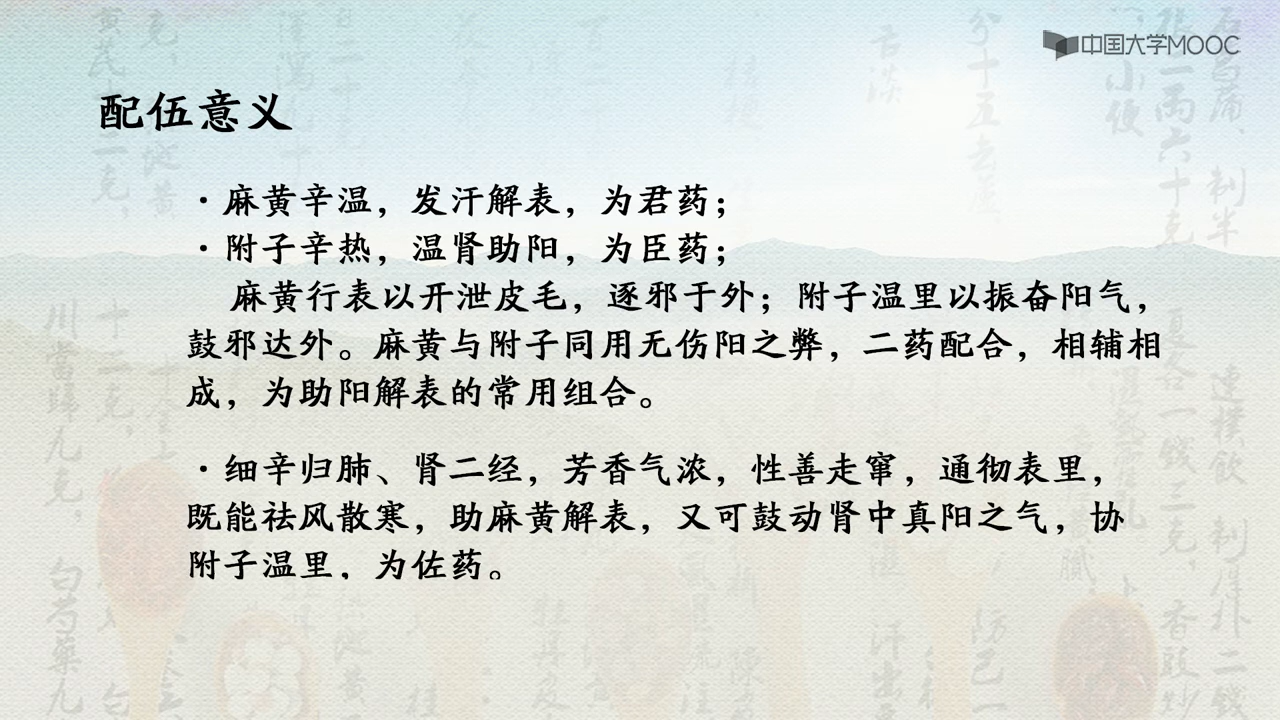 中国大学MOOC
配伍意义
·麻黄辛温，发汗解表，为君药；
·附子辛热，温肾助阳，为臣药；
麻黄行表以开泄皮毛，逐邪于外；附子温里以振奋阳气，
鼓邪达外。麻黄与附子同用无伤阳之弊，二药配合，相辅相
成，为助阳解表的常用组合。
·细辛归肺、肾二经，芳香气浓，性善走窜，通彻表里，
既能祛风散寒，助麻黄解表，又可鼓动肾中真阳之气，协
附子温里，为佐药。